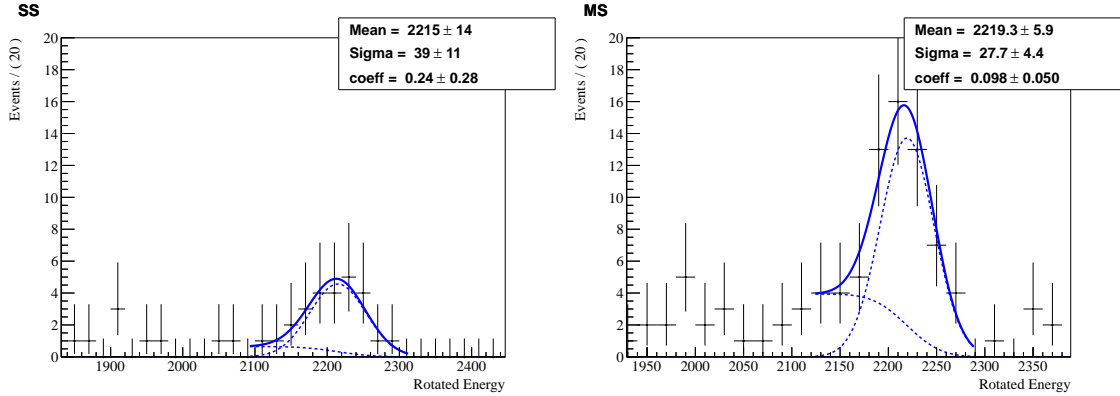 SS
Mean = 2215 ± 14
Sigma = 39 ± 11
coeff = 0.24 ± 0.28
Events / ( 20 )
20
18
16
14
12
10
8
6
4
2
0
1900 2000 2100 2200 2300 2400
Rotated Energy
MS
Mean = 2219.3 ± 5.9
Sigma = 27.7 ± 4.4
coeff = 0.098 ± 0.050
Events / ( 20 )
20
18
16
14
12
10
8
6
4
2
0
1950 2000 2050 2100 2150 2200 2250 2300 2350
Rotated Energy